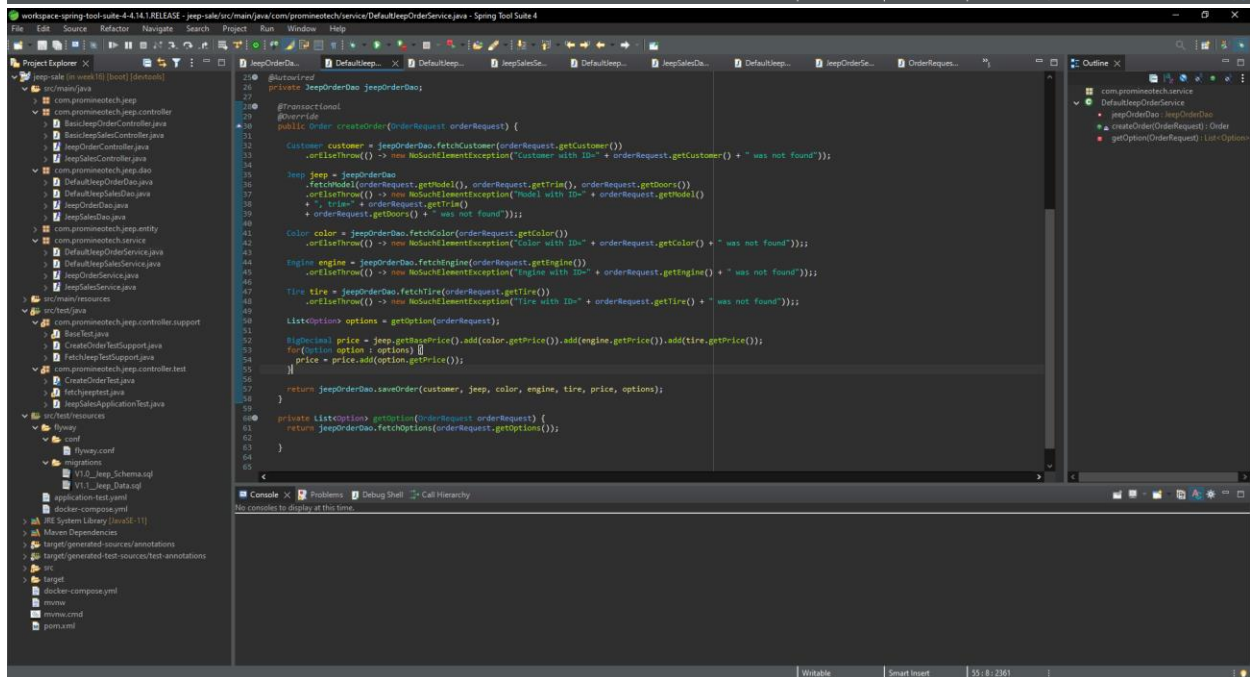 workspace-spring-tool-suite-4-4.14.1.RELEASE - jeep-sale/src/main/java/com/promineotech/service/DefaultJeepOrderService.java - Spring Tool Suite 4
File Edit Source Refactor Navigate Search Project Run Window Help
Project Explorer
jeep-sale (in week16) [boot] [devtools]
src/main/java
com.promineotech.jeep
com.promineotech.jeep.controller
BasicJeepOrderController.java
BasicJeepSalesController.java
JeepOrderController.java
JeepSalesController.java
com.promineotech.jeep.dao
DefaultJeepOrderDao.java
DefaultJeepSalesDao.java
JeepOrderDao.java
JeepSalesDao.java
com.promineotech.jeep.entity
com.promineotech.service
DefaultJeepOrderService.java
DefaultJeepSalesService.java
JeepOrderService.java
JeepSalesService.java
src/main/resources
src/test/java
com.promineotech.jeep.controller.support
BaseTest.java
CreateOrderTestSupport.java
FetchJeepTestSupport.java
com.promineotech.jeep.controller.test
CreateOrderTest.java
fetchjeeptest.java
JeepSalesApplicationTest.java
src/test/resources
flyway
conf
flyway.conf
migrations
V1.0__Jeep_Schema.sql
V1.1__Jeep_Data.sql
application-test.yaml
docker-compose.yml
JRE System Library [JavaSE-11]
Maven Dependencies
target/generated-sources/annotations
target/generated-test-sources/test-annotations
src
target
docker-compose.yml
mvnw
mvnw.cmd
pom.xml
JeepOrderDa... DefaultJeep... DefaultJeep... JeepSalesSe... DefaultJeep... JeepSalesDa... DefaultJeep... JeepOrderSe... OrderReques...
25 @Autowired
26 private JeepOrderDao jeepOrderDao;
27
28 @Transactional
29 @Override
30 public Order createOrder(OrderRequest orderRequest) {
31
32 Customer customer = jeepOrderDao.fetchCustomer(orderRequest.getCustomer())
33 .orElseThrow(() -> new NoSuchElementException("Customer with ID=" + orderRequest.getCustomer() + " was not found"));
34
35 Jeep jeep = jeepOrderDao
36 .fetchModel(orderRequest.getModel(), orderRequest.getTrim(), orderRequest.getDoors())
37 .orElseThrow(() -> new NoSuchElementException("Model with ID=" + orderRequest.getModel()
38 + ", trim=" + orderRequest.getTrim()
39 + orderRequest.getDoors() + " was not found"));;
40
41 Color color = jeepOrderDao.fetchColor(orderRequest.getColor())
42 .orElseThrow(() -> new NoSuchElementException("Color with ID=" + orderRequest.getColor() + " was not found"));;
43
44 Engine engine = jeepOrderDao.fetchEngine(orderRequest.getEngine())
45 .orElseThrow(() -> new NoSuchElementException("Engine with ID=" + orderRequest.getEngine() + " was not found"));;
46
47 Tire tire = jeepOrderDao.fetchTire(orderRequest.getTire())
48 .orElseThrow(() -> new NoSuchElementException("Tire with ID=" + orderRequest.getTire() + " was not found"));;
49
50 List<Option> options = getOption(orderRequest);
51
52 BigDecimal price = jeep.getBasePrice().add(color.getPrice()).add(engine.getPrice()).add(tire.getPrice());
53 for(Option option : options) {
54 price = price.add(option.getPrice());
55 }
57 return jeepOrderDao.saveOrder(customer, jeep, color, engine, tire, price, options);
58 }
59
60 private List<Option> getOption(OrderRequest orderRequest) {
61 return jeepOrderDao.fetchOptions(orderRequest.getOptions());
62
63 }
64
65
Console Problems Debug Shell Call Hierarchy
No consoles to display at this time.
Outline
com.promineotech.service
DefaultJeepOrderService
jeepOrderDao : JeepOrderDao
createOrder(OrderRequest) : Order
getOption(OrderRequest) : List<Option>
Writable Smart Insert 55 : 8 : 2361